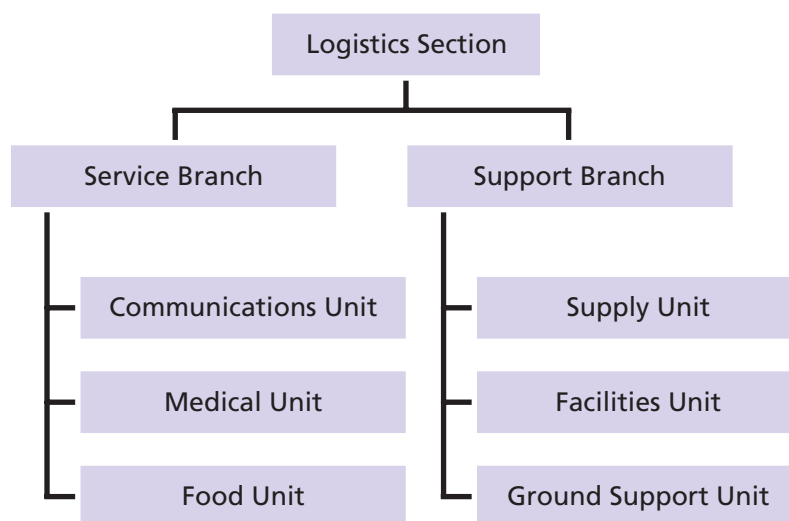 Logistics Section
Service Branch
Support Branch
Communications Unit
Supply Unit
Medical Unit
Facilities Unit
Food Unit
Ground Support Unit